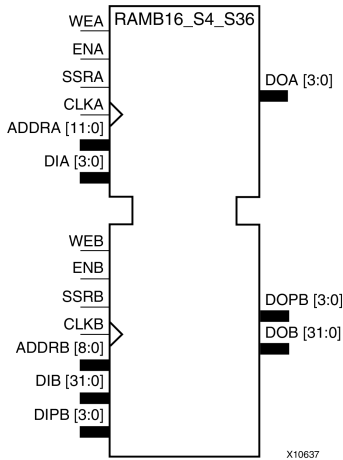 RAMB16_S4_S36
WEA
ENA
SSRA
CLKA
ADDRA [11:0]
DIA [3:0]
DOA [3:0]
WEB
ENB
SSRB
CLKB
ADDRB [8:0]
DIB [31:0]
DIPB [3:0]
DOPB [3:0]
DOB [31:0]
X10637